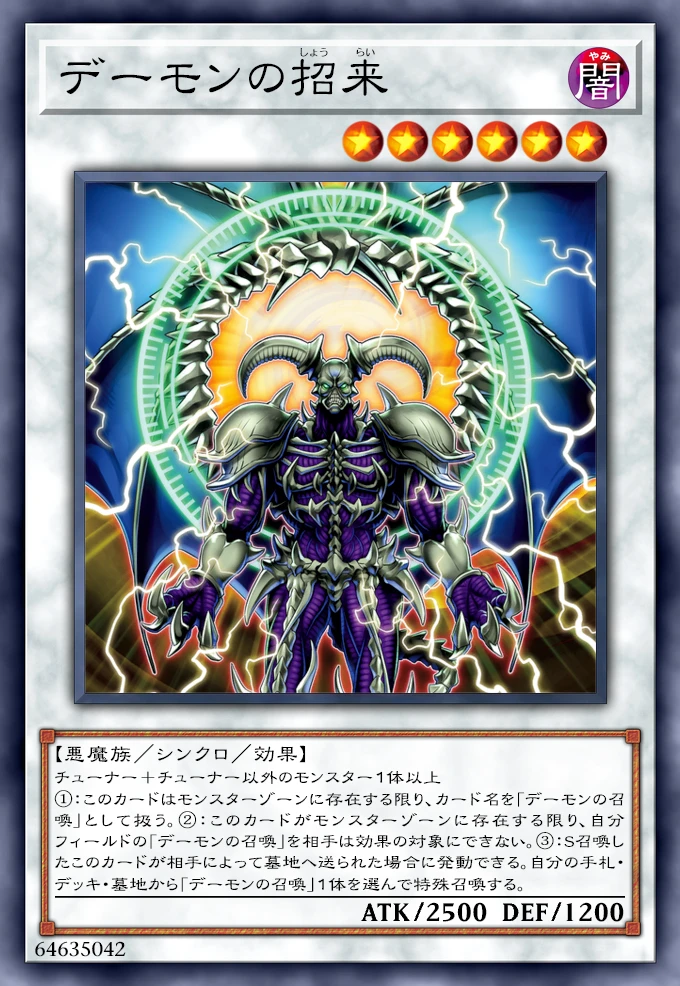 しょう らい
デーモンの招来
やみ
闇
【悪魔族／シンクロ／効果】
チューナー＋チューナー以外のモンスター1体以上
①：このカードはモンスターゾーンに存在する限り、カード名を「デーモンの召
喚」として扱う。②：このカードがモンスターゾーンに存在する限り、自分
フィールドの「デーモンの召喚」を相手は効果の対象にできない。③：S召喚し
たこのカードが相手によって墓地へ送られた場合に発動できる。自分の手札・
デッキ・墓地から「デーモンの召喚」1体を選んで特殊召喚する。
ATK/2500 DEF/1200
64635042